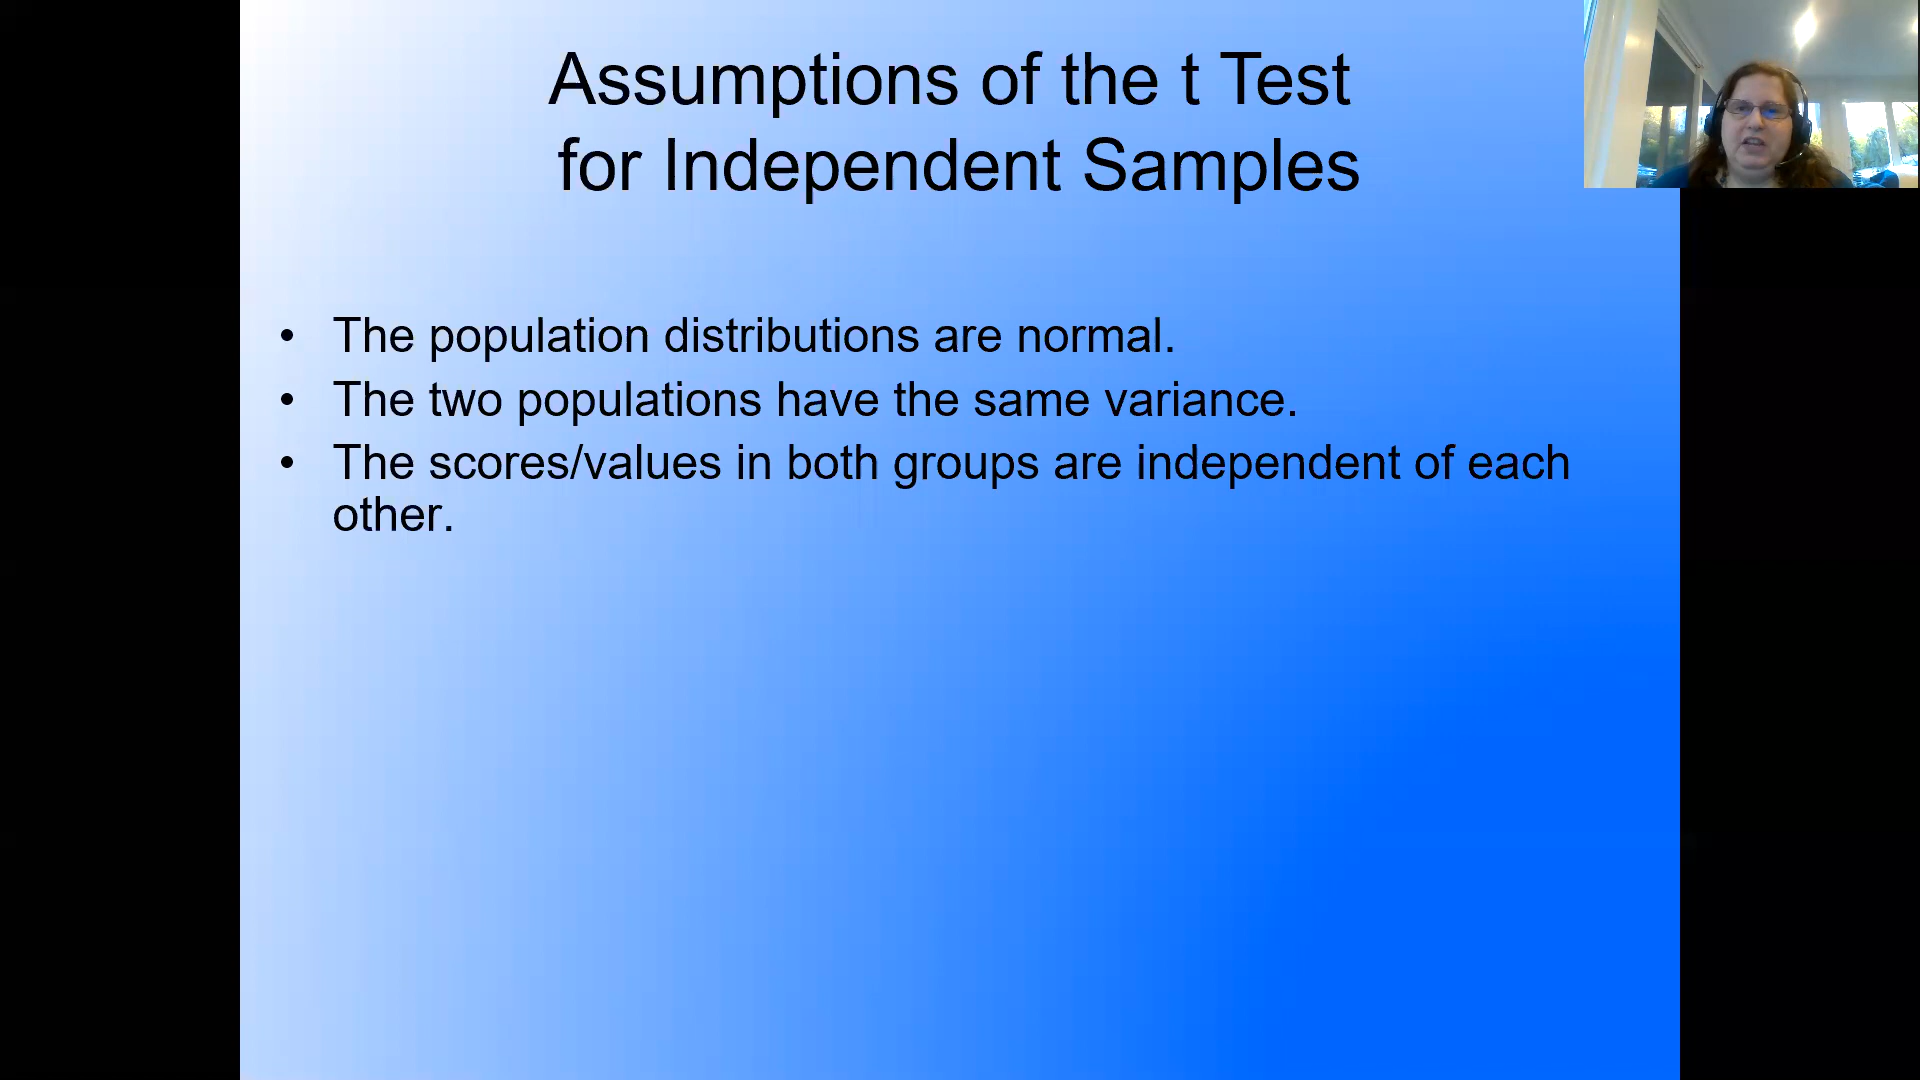 Assumptions of the t Test
for Independent Samples
• The population distributions are normal.
• The two populations have the same variance.
• The scores/values in both groups are independent of each
other.